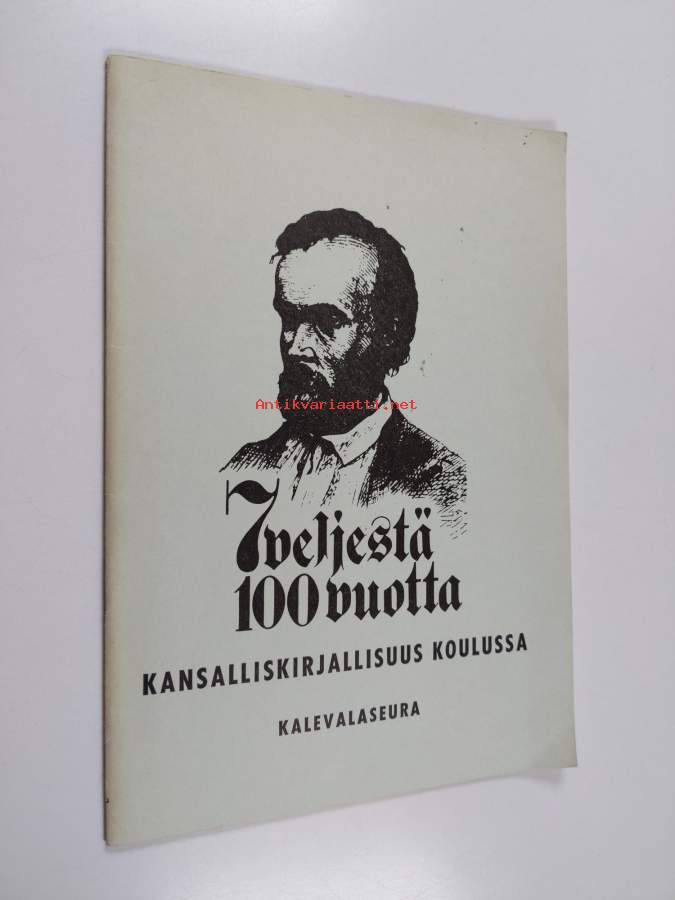 Antikvariaatti.net
7 veljestä
100 vuotta
KANSALLISKIRJALLISUUS KOULUSSA
KALEVALASEURA